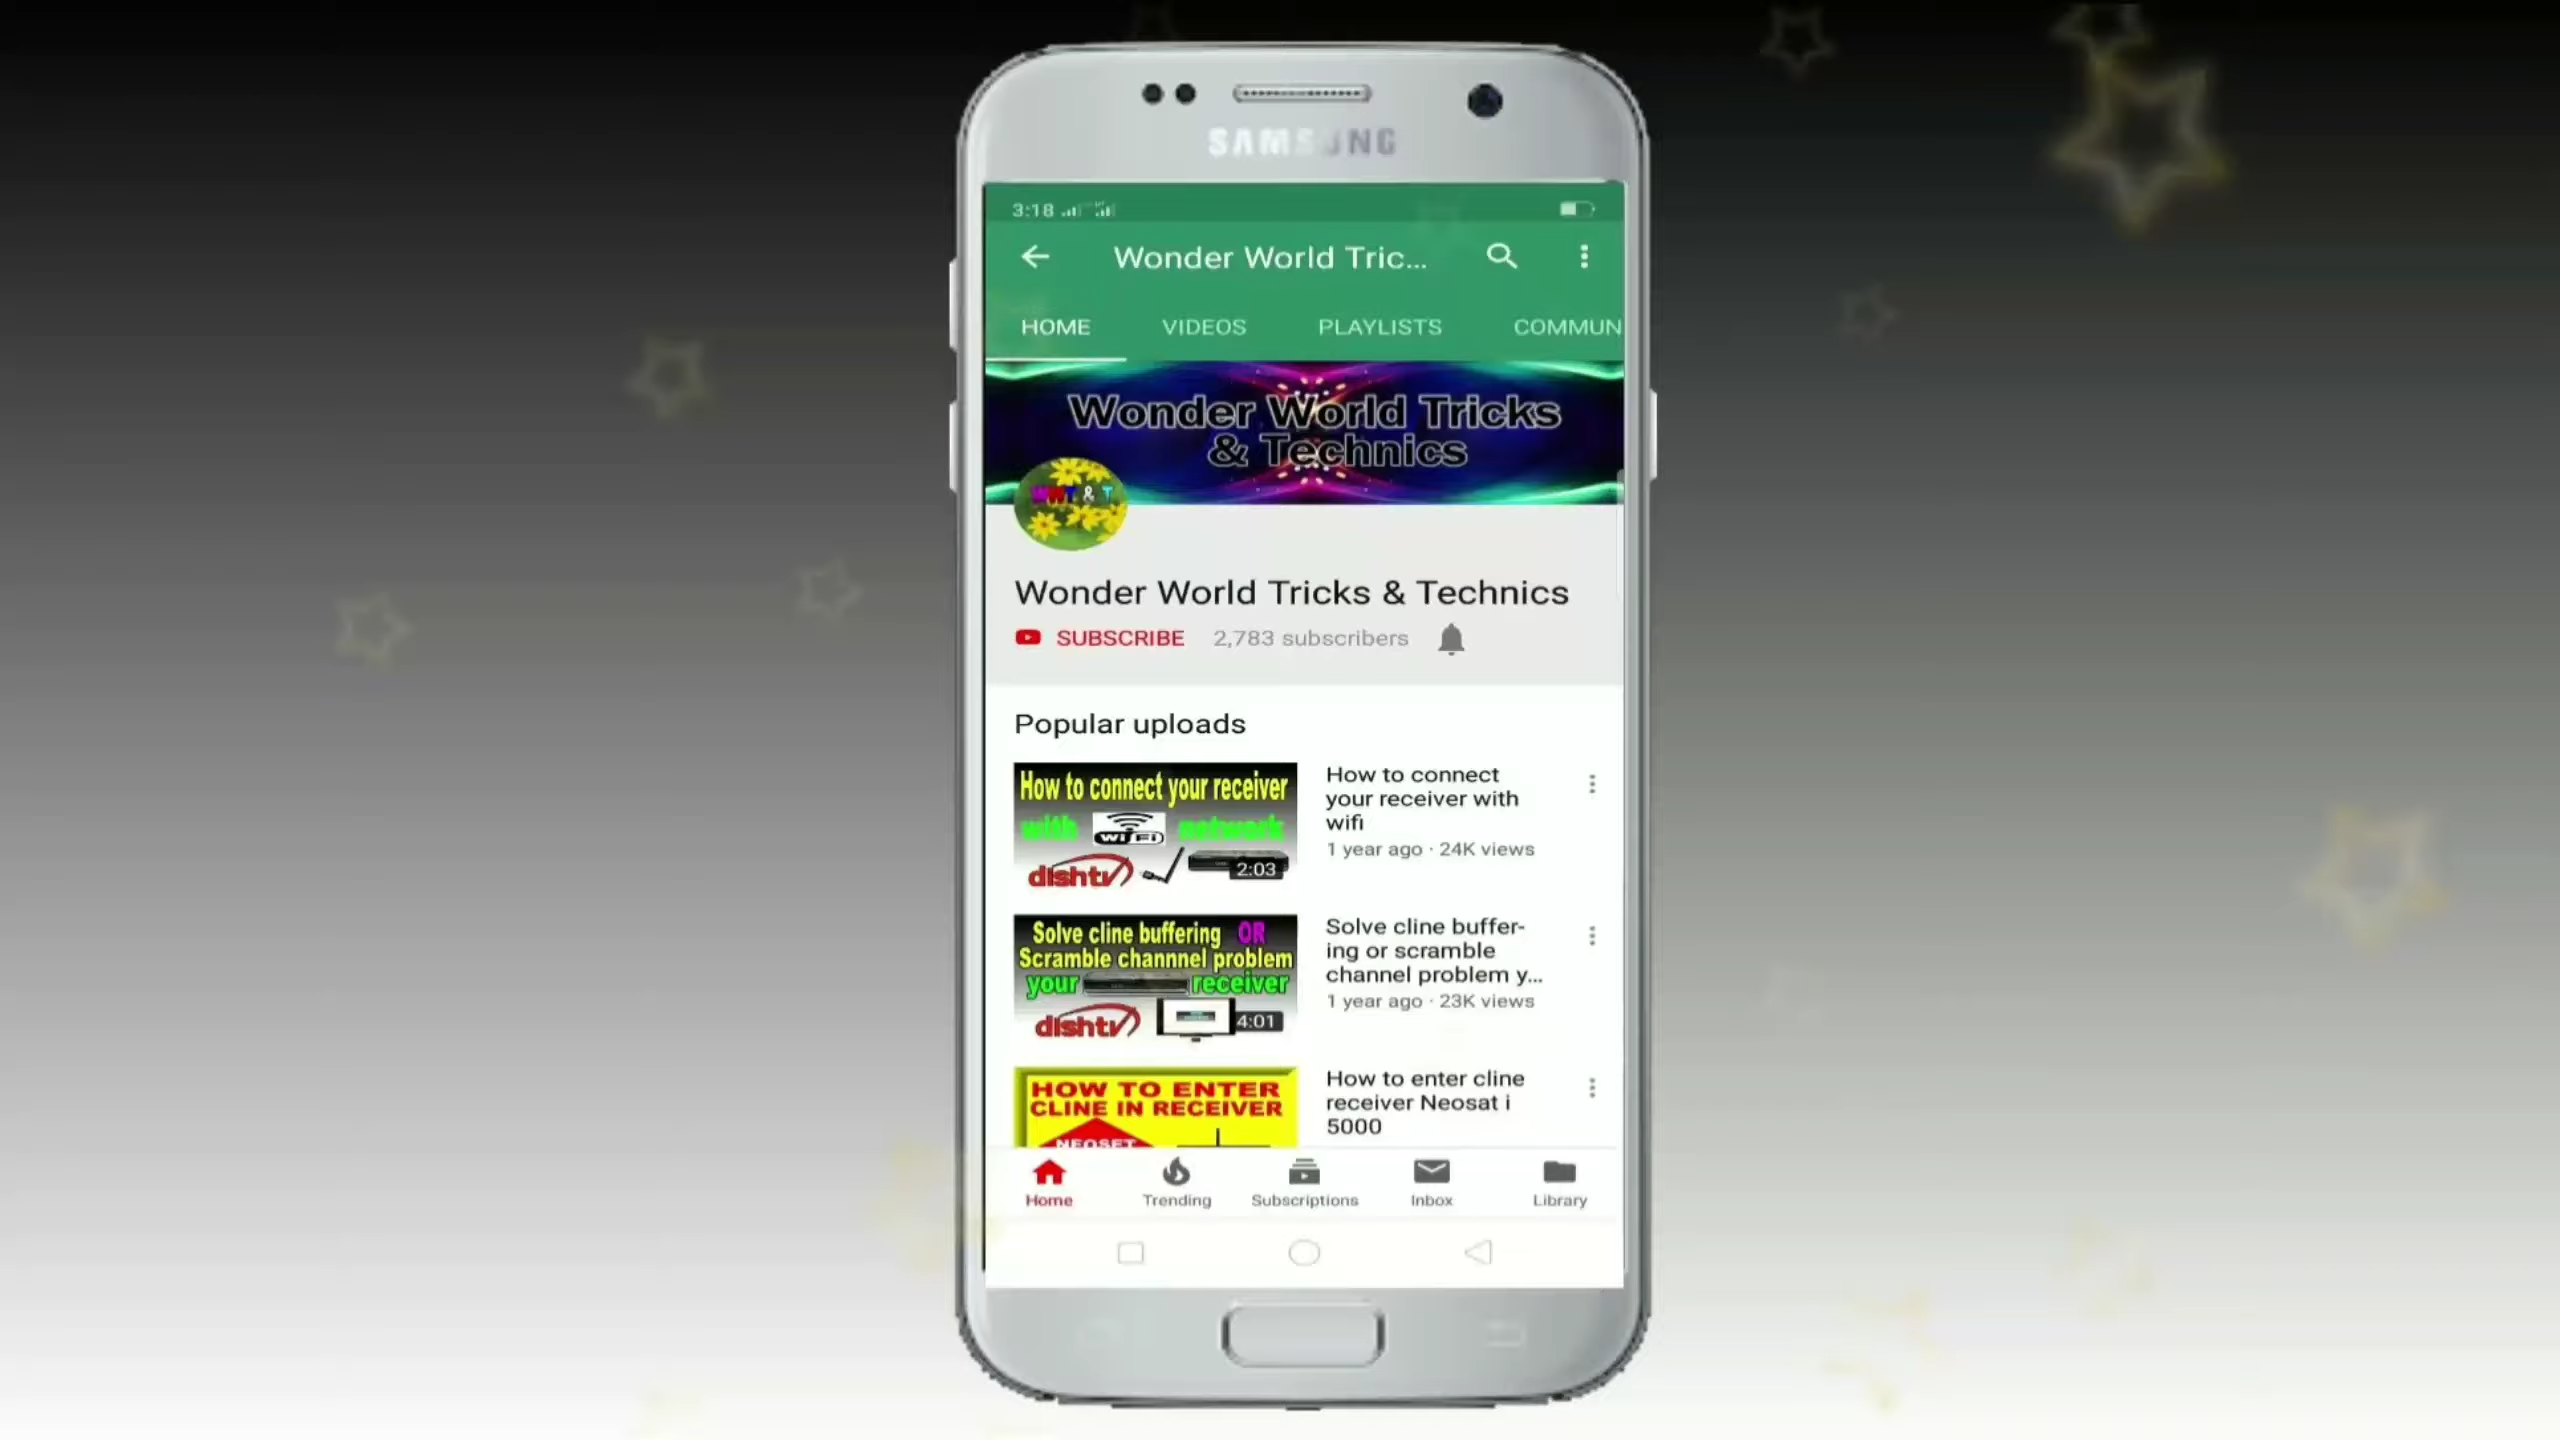 SAMSUNG
3:18
Wonder World Tric...
HOME VIDEOS PLAYLISTS COMMUN
Wonder World Tricks
& Technics
WWT & T
Wonder World Tricks & Technics
SUBSCRIBE 2,783 subscribers
Popular uploads
How to connect your receiver
with WiFi network
dishtv 2:03
How to connect
your receiver with
wifi
1 year ago · 24K views
Solve cline buffering OR
Scramble channnel problem
your receiver
dishtv 4:01
Solve cline buffer-
ing or scramble
channel problem y...
1 year ago · 23K views
HOW TO ENTER
CLINE IN RECEIVER
NEOSET
How to enter cline
receiver Neosat i
5000
Home Trending Subscriptions Inbox Library